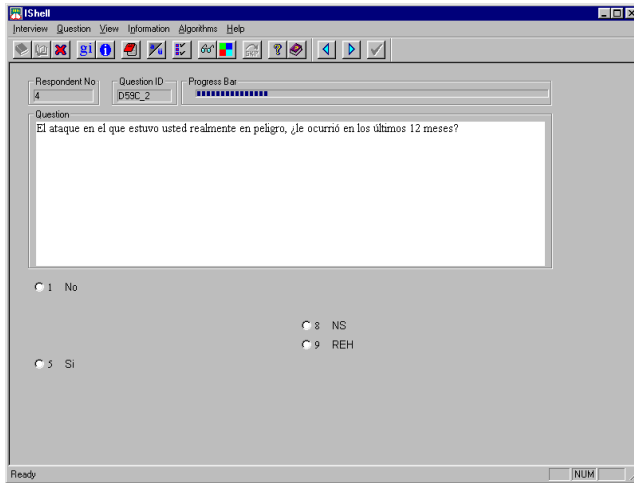 IShell
Interview Question View Information Algorithms Help
gi
Respondent No Question ID Progress Bar
4 D59C_2
Question
El ataque en el que estuvo usted realmente en peligro, ¿le ocurrió en los últimos 12 meses?
1 No
8 NS
9 REH
5 Si
Ready NUM